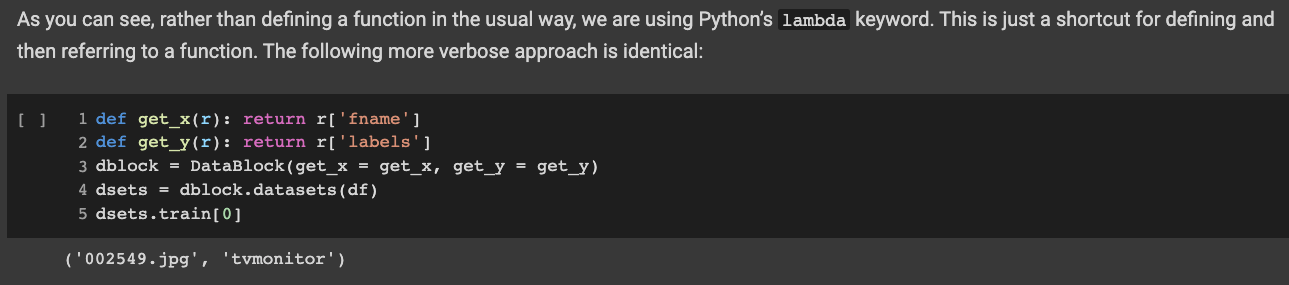 As you can see, rather than defining a function in the usual way, we are using Python’s lambda keyword. This is just a shortcut for defining and
then referring to a function. The following more verbose approach is identical:
[ ] 1 def get_x(r): return r['fname']
2 def get_y(r): return r['labels']
3 dblock = DataBlock(get_x = get_x, get_y = get_y)
4 dsets = dblock.datasets(df)
5 dsets.train[0]
('002549.jpg', 'tvmonitor')